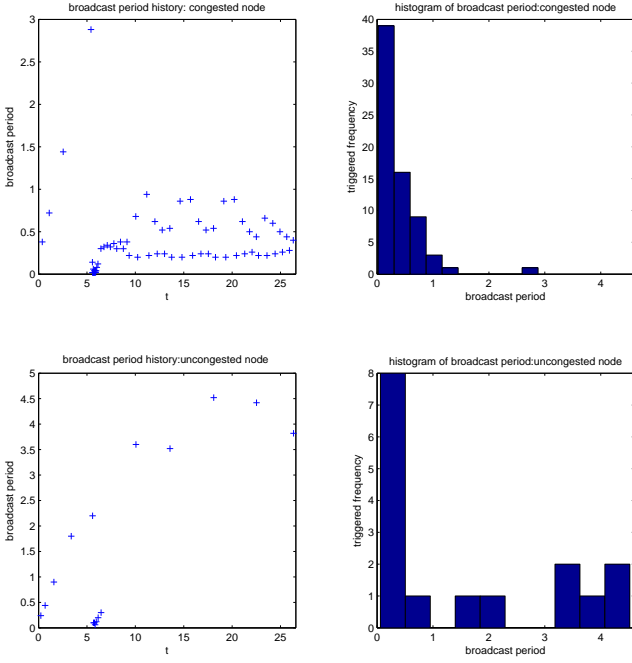 broadcast period history: congested node
3
2.5
2
1.5
1
0.5
0
broadcast period
0 5 10 15 20 25
t
histogram of broadcast period:congested node
40
35
30
25
20
15
10
5
0
triggered frequency
0 1 2 3 4
broadcast period
broadcast period history:uncongested node
5
4.5
4
3.5
3
2.5
2
1.5
1
0.5
0
broadcast period
0 5 10 15 20 25
t
histogram of broadcast period:uncongested node
8
7
6
5
4
3
2
1
0
triggered frequency
0 1 2 3 4
broadcast period